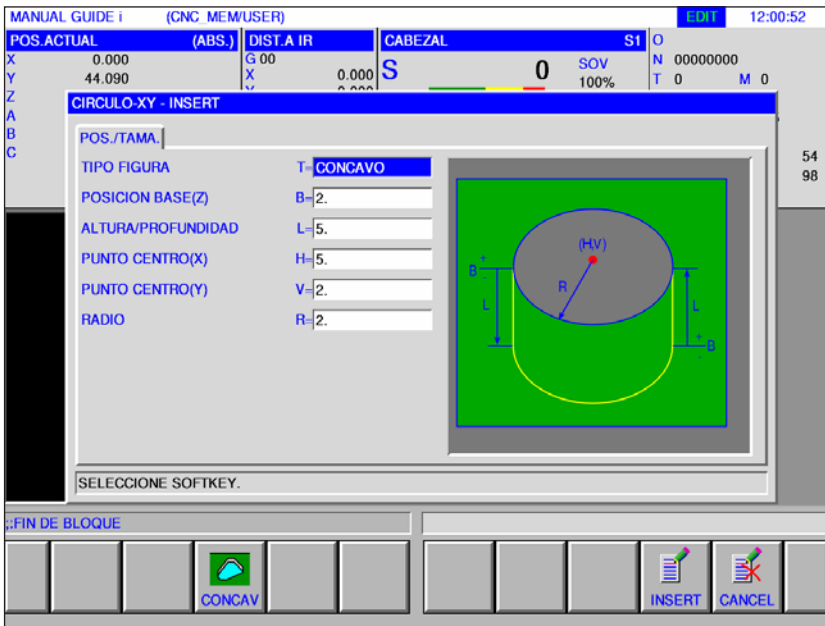 MANUAL GUIDE i (CNC_MEM/USER) EDIT 12:00:52
POS.ACTUAL (ABS.) DIST.A IR CABEZAL S1 O
X 0.000 G 00 S 0 SOV N 00000000
Y 44.090 X 0.000 100% T 0 M 0
Z
A
B
C
54
98
CIRCULO-XY - INSERT
POS./TAMA.
TIPO FIGURA T= CONCAVO
POSICION BASE(Z) B= 2.
ALTURA/PROFUNDIDAD L= 5.
PUNTO CENTRO(X) H= 5.
PUNTO CENTRO(Y) V= 2.
RADIO R= 2.
(H,V)
B + -
R
L
L
+ - B
SELECCIONE SOFTKEY.
;:FIN DE BLOQUE
CONCAV INSERT CANCEL